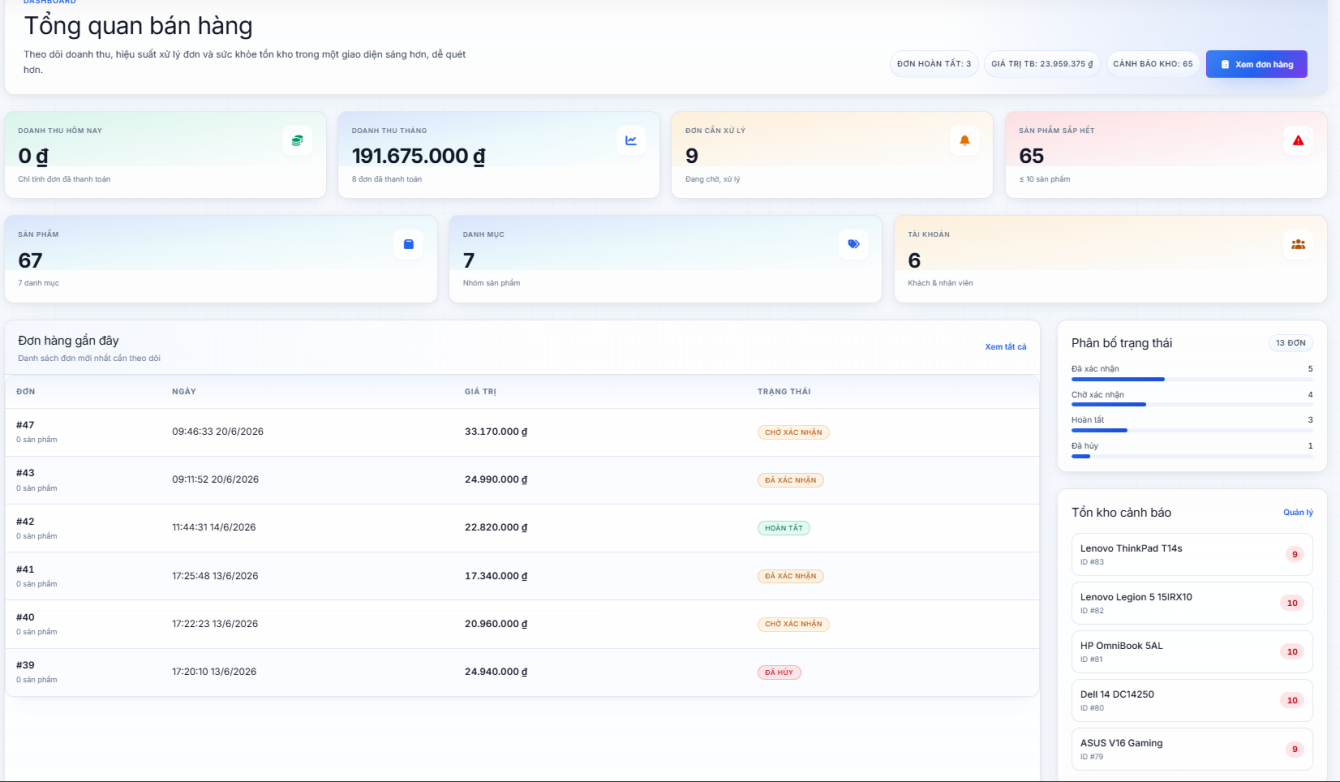 DASHBOARD
Tổng quan bán hàng
Theo dõi doanh thu, hiệu suất xử lý đơn và sức khỏe tồn kho trong một giao diện sáng hơn, dễ quét
hơn.
ĐƠN HOÀN TẤT: 3
GIÁ TRỊ TB: 23.959.375 ₫
CẢNH BÁO KHO: 65
Xem đơn hàng
DOANH THU HÔM NAY
0 ₫
Chỉ tính đơn đã thanh toán
DOANH THU THÁNG
191.675.000 ₫
8 đơn đã thanh toán
ĐƠN CẦN XỬ LÝ
9
Đang chờ, xử lý
SẢN PHẨM SẮP HẾT
65
≤ 10 sản phẩm
SẢN PHẨM
67
7 danh mục
DANH MỤC
7
Nhóm sản phẩm
TÀI KHOẢN
6
Khách & nhân viên
Đơn hàng gần đây
Danh sách đơn mới nhất cần theo dõi
Xem tất cả
ĐƠN NGÀY GIÁ TRỊ TRẠNG THÁI
#47
0 sản phẩm
09:46:33 20/6/2026
33.170.000 ₫
CHỜ XÁC NHẬN
#43
0 sản phẩm
09:11:52 20/6/2026
24.990.000 ₫
ĐÃ XÁC NHẬN
#42
0 sản phẩm
11:44:31 14/6/2026
22.820.000 ₫
HOÀN TẤT
#41
0 sản phẩm
17:25:48 13/6/2026
17.340.000 ₫
ĐÃ XÁC NHẬN
#40
0 sản phẩm
17:22:23 13/6/2026
20.960.000 ₫
CHỜ XÁC NHẬN
#39
0 sản phẩm
17:20:10 13/6/2026
24.940.000 ₫
ĐÃ HỦY
Phân bố trạng thái
13 ĐƠN
Đã xác nhận 5
Chờ xác nhận 4
Hoàn tất 3
Đã hủy 1
Tồn kho cảnh báo
Quản lý
Lenovo ThinkPad T14s
ID #83
9
Lenovo Legion 5 15IRX10
ID #82
10
HP OmniBook 5AL
ID #81
10
Dell 14 DC14250
ID #80
10
ASUS V16 Gaming
ID #79
9